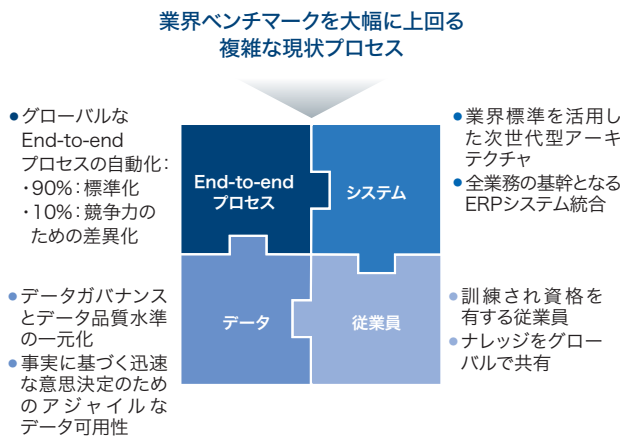 業界ベンチマークを大幅に上回る
複雑な現状プロセス
●グローバルな
End-to-end
プロセスの自動化：
・90％：標準化
・10％：競争力の
ための差異化
End-to-end
プロセス
システム
●業界標準を活用し
た次世代型アーキ
テクチャ
●全業務の基幹となる
ERPシステム統合
●データガバナンス
とデータ品質水準
の一元化
●事実に基づく迅速
な意思決定のため
のアジャイルな
データ可用性
データ
従業員
●訓練され資格を
有する従業員
●ナレッジをグロー
バルで共有